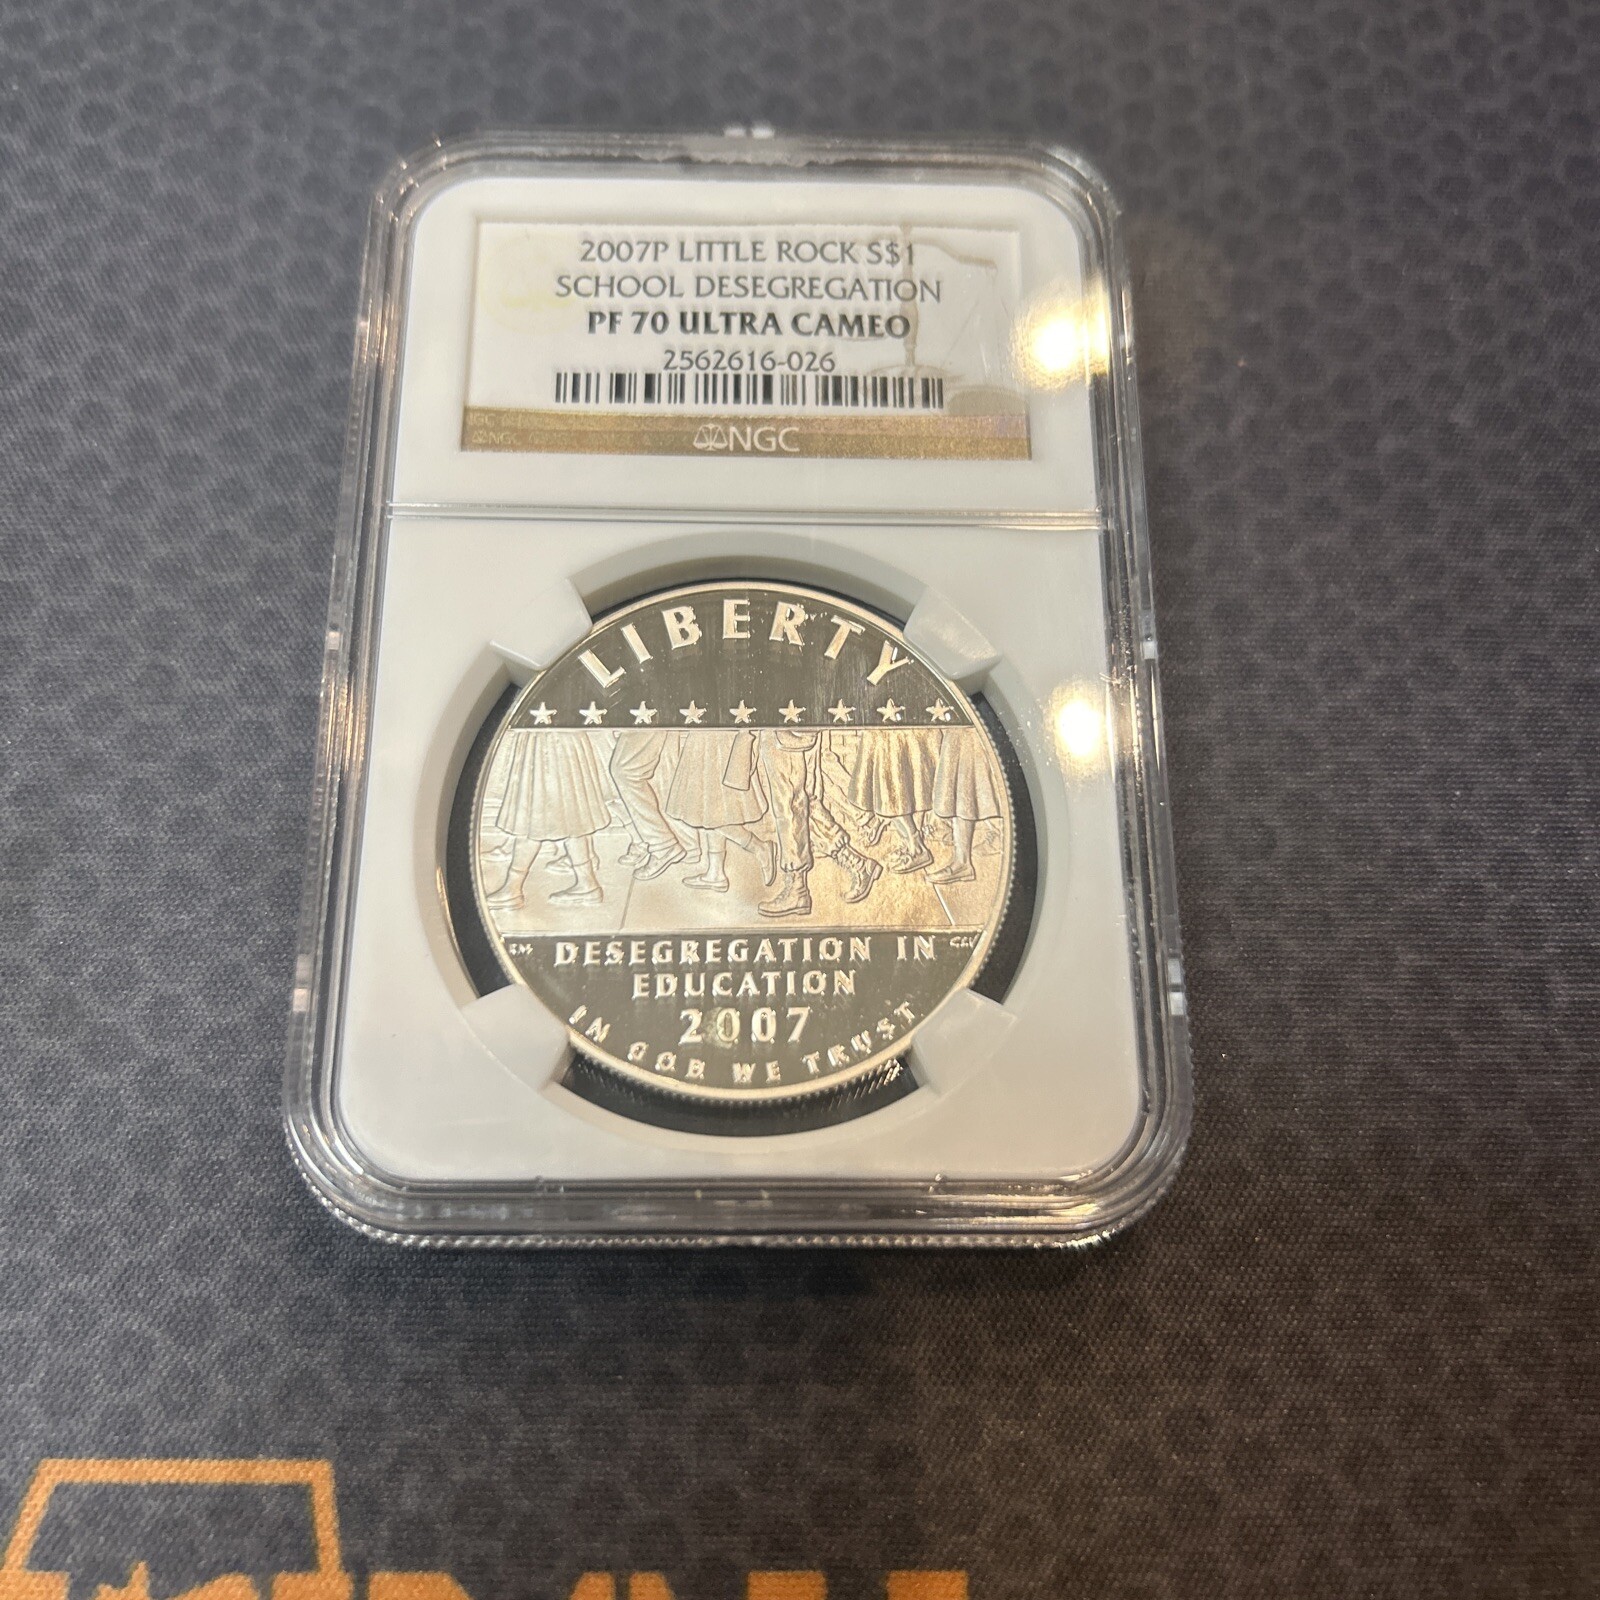 2007P LITTLE ROCK S$1
SCHOOL DESEGREGATION
PF 70 ULTRA CAMEO
2562616-026
NGC
LIBERTY
DESEGREGATION IN
EDUCATION
2007
IN GOD WE TRUST